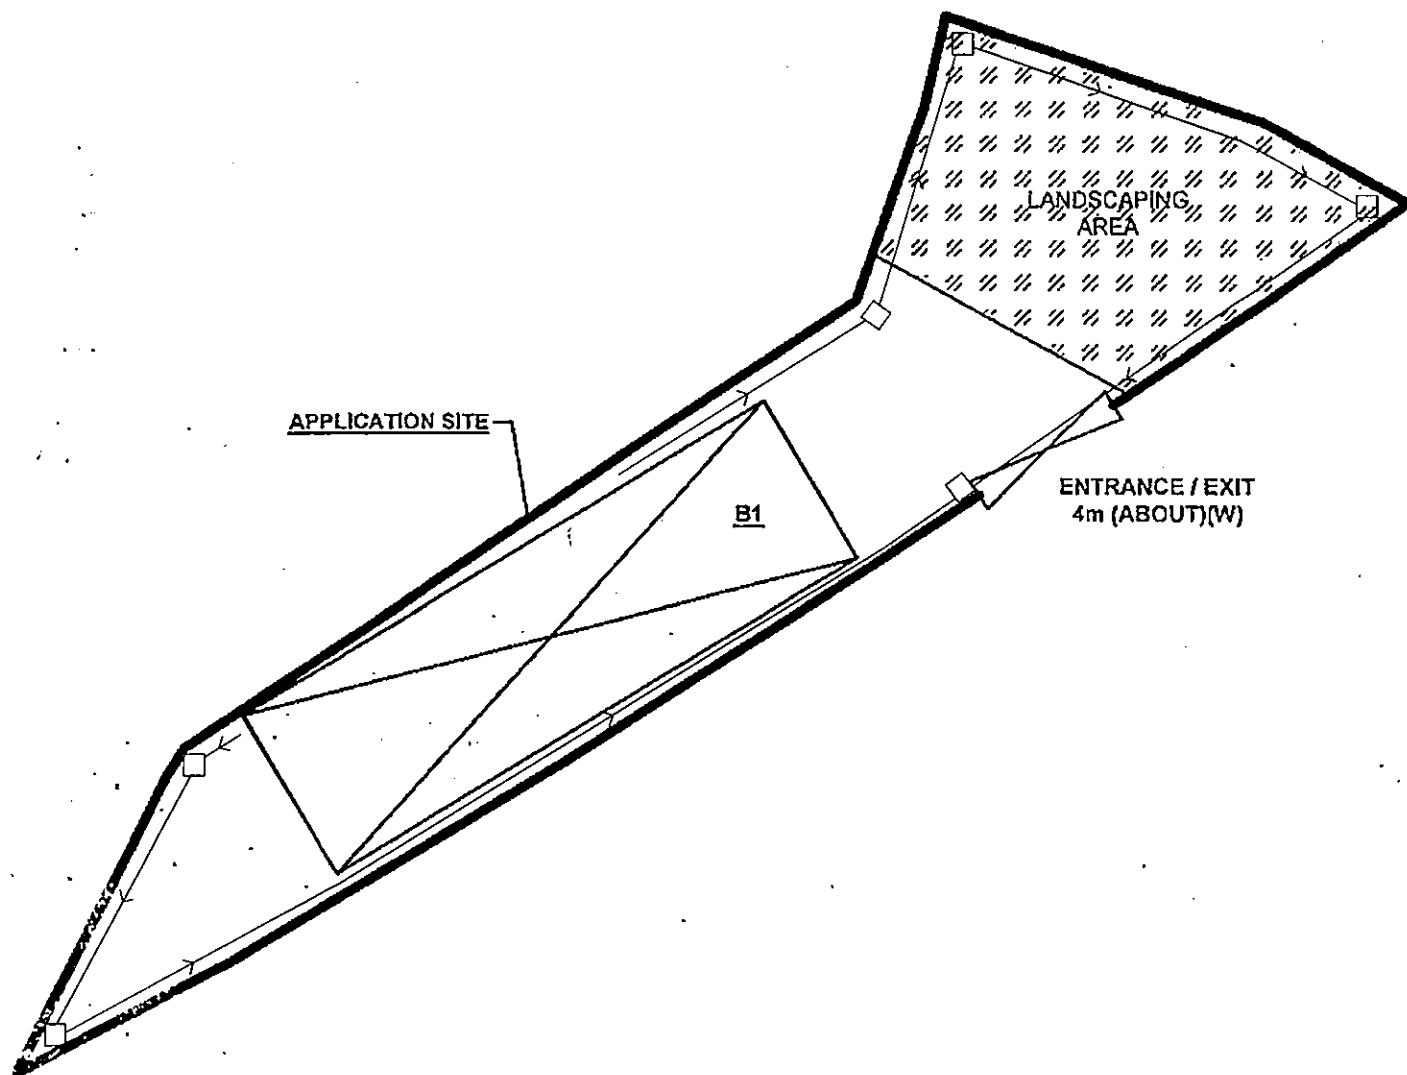 LANDSCAPING
AREA
APPLICATION SITE
B1
ENTRANCE / EXIT
4m (ABOUT)(W)